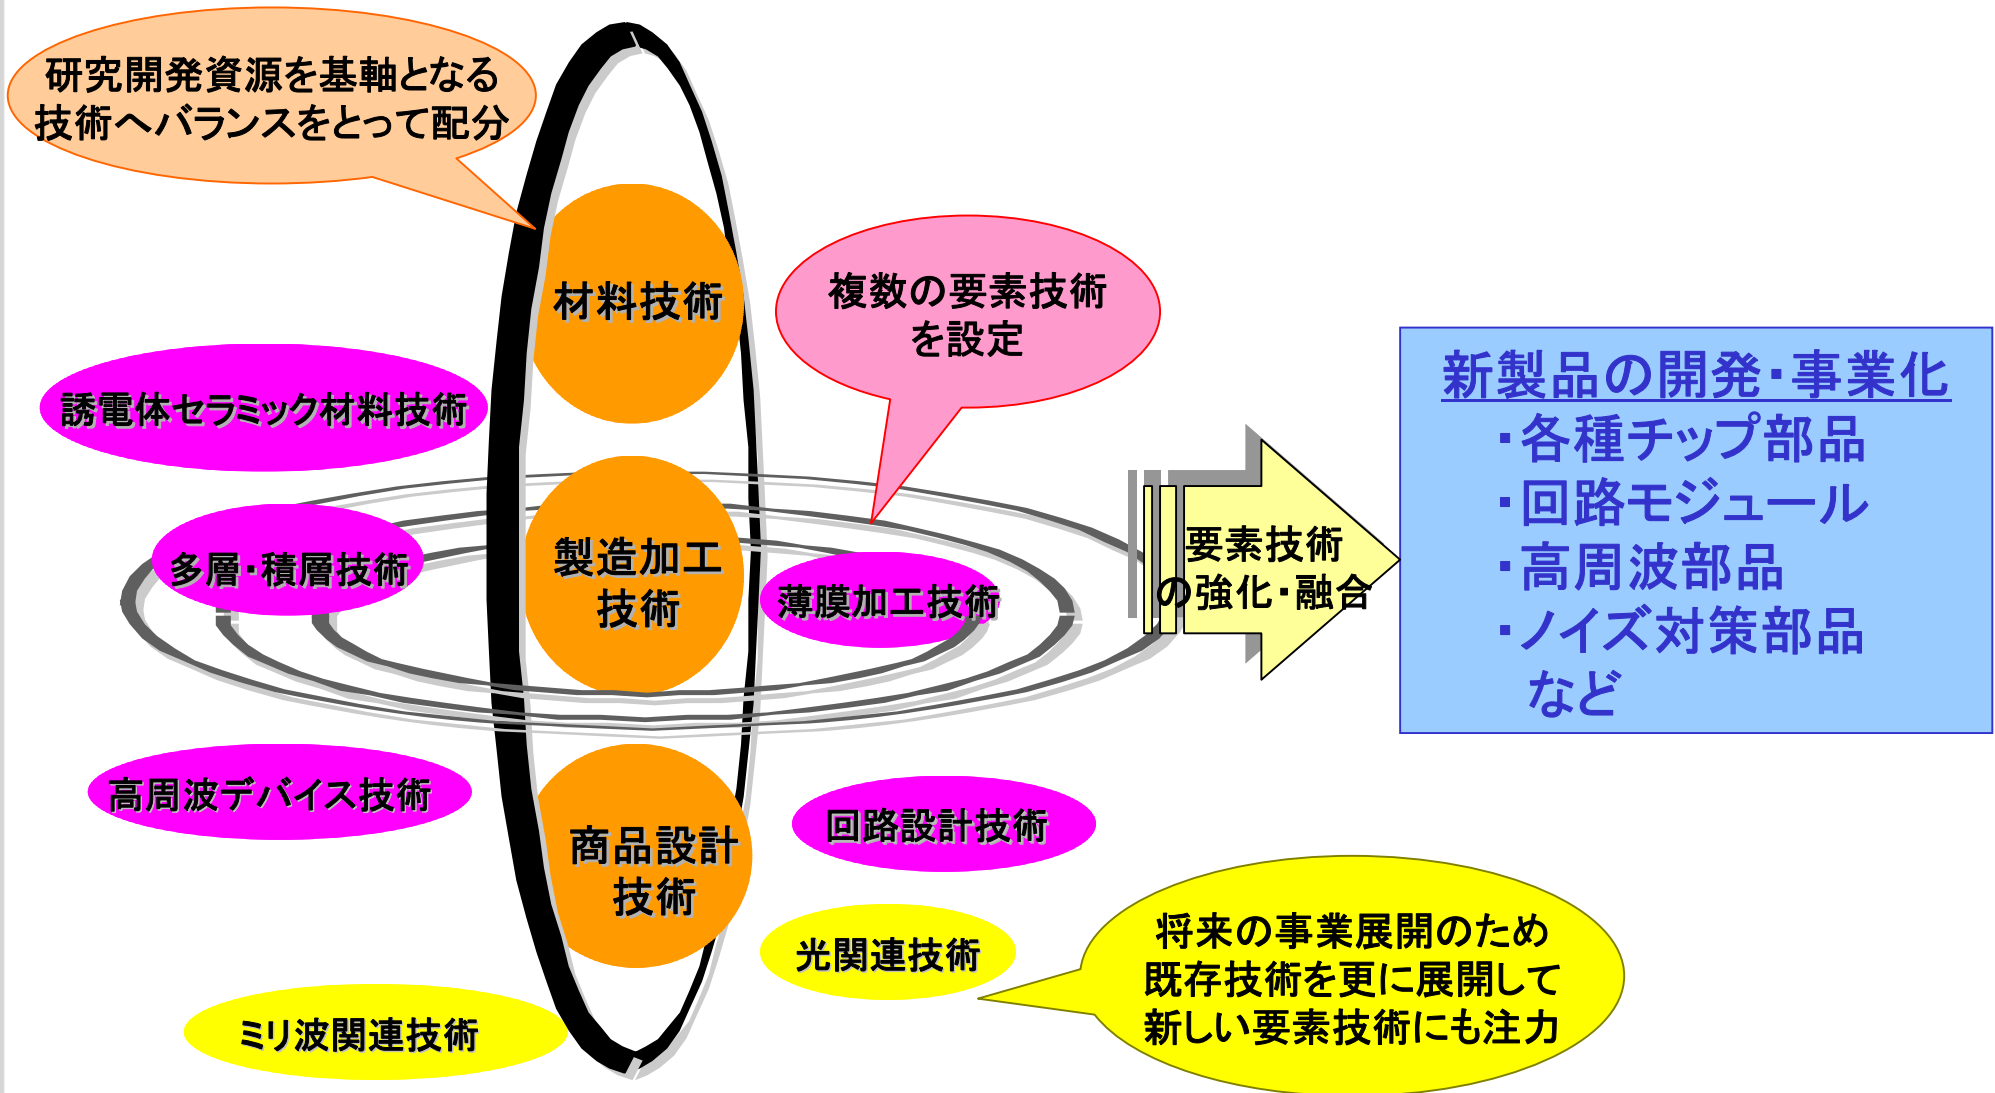 研究開発資源を基軸となる
技術へバランスをとって配分
材料技術
複数の要素技術
を設定
誘電体セラミック材料技術
多層・積層技術
製造加工
技術
薄膜加工技術
要素技術
の強化・融合
新製品の開発・事業化
・各種チップ部品
・回路モジュール
・高周波部品
・ノイズ対策部品
など
高周波デバイス技術
商品設計
技術
回路設計技術
光関連技術
ミリ波関連技術
将来の事業展開のため
既存技術を更に展開して
新しい要素技術にも注力